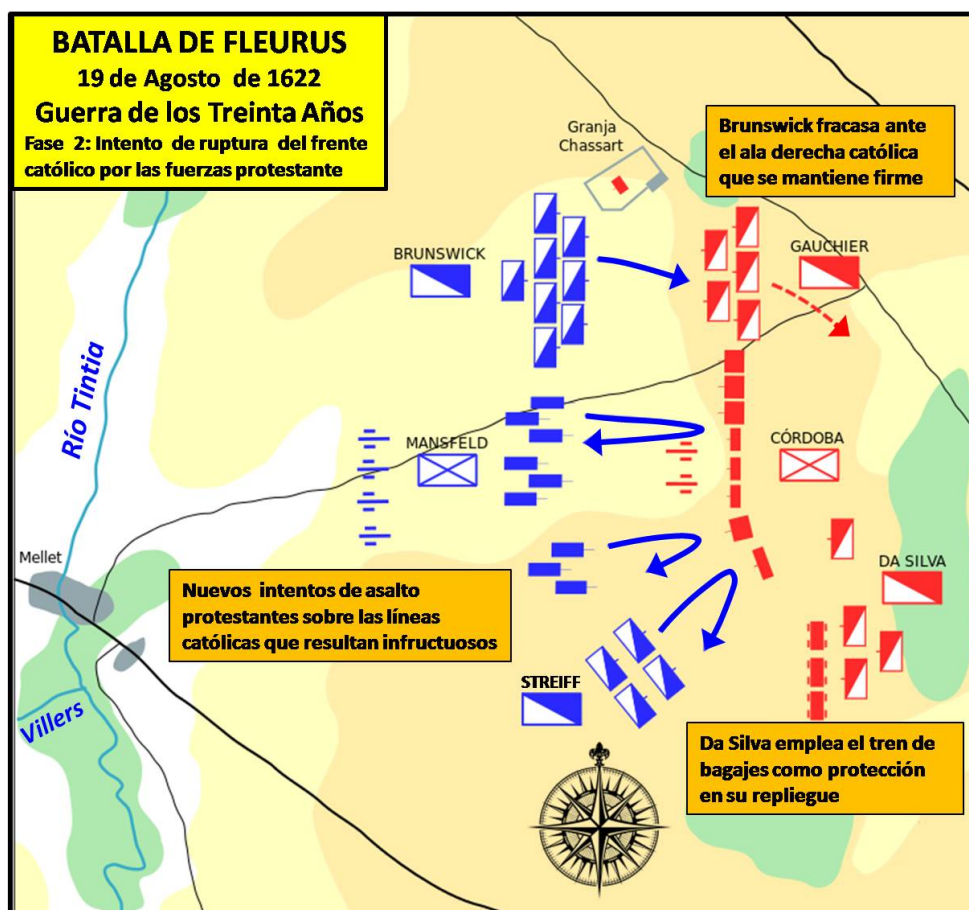 BATALLA DE FLEURUS
19 de Agosto de 1622
Guerra de los Treinta Años
Fase 2: Intento de ruptura del frente
católico por las fuerzas protestante
Granja
Chassart
Brunswick fracasa ante
el ala derecha católica
que se mantiene firme
BRUNSWICK
GAUCHIER
Río Tintia
MANSFELD
CÓRDOBA
Mellet
DA SILVA
Nuevos intentos de asalto
protestantes sobre las líneas
católicas que resultan infructuosos
STREIFF
Villers
Da Silva emplea el tren de
bagajes como protección
en su repliegue